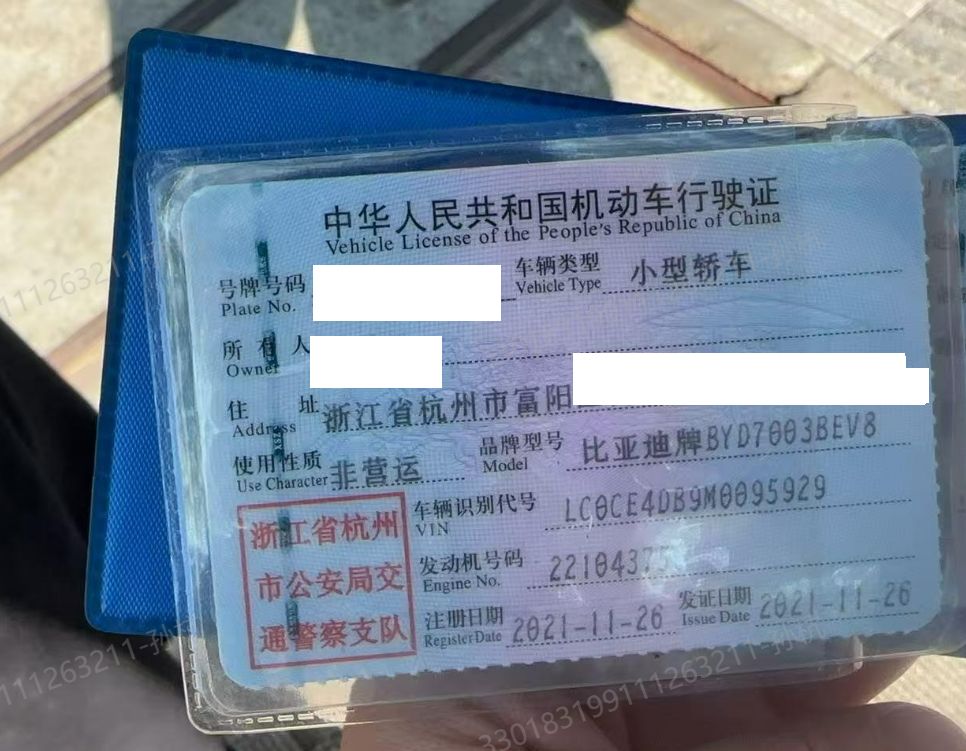 中华人民共和国机动车行驶证
Vehicle License of the People's Republic of China
号牌号码 车辆类型 小型轿车
Plate No. Vehicle Type
所有人
Owner
住址 浙江省杭州市富阳
Address
使用性质 非营运 品牌型号 比亚迪牌BYD7003BEV8
Use Character Model
车辆识别代号 LC0CE4DB9M0095929
VIN
发动机号码 2210437
Engine No.
注册日期 2021-11-26 发证日期 2021-11-26
Register Date Issue Date
浙江省杭州
市公安局交
通警察支队